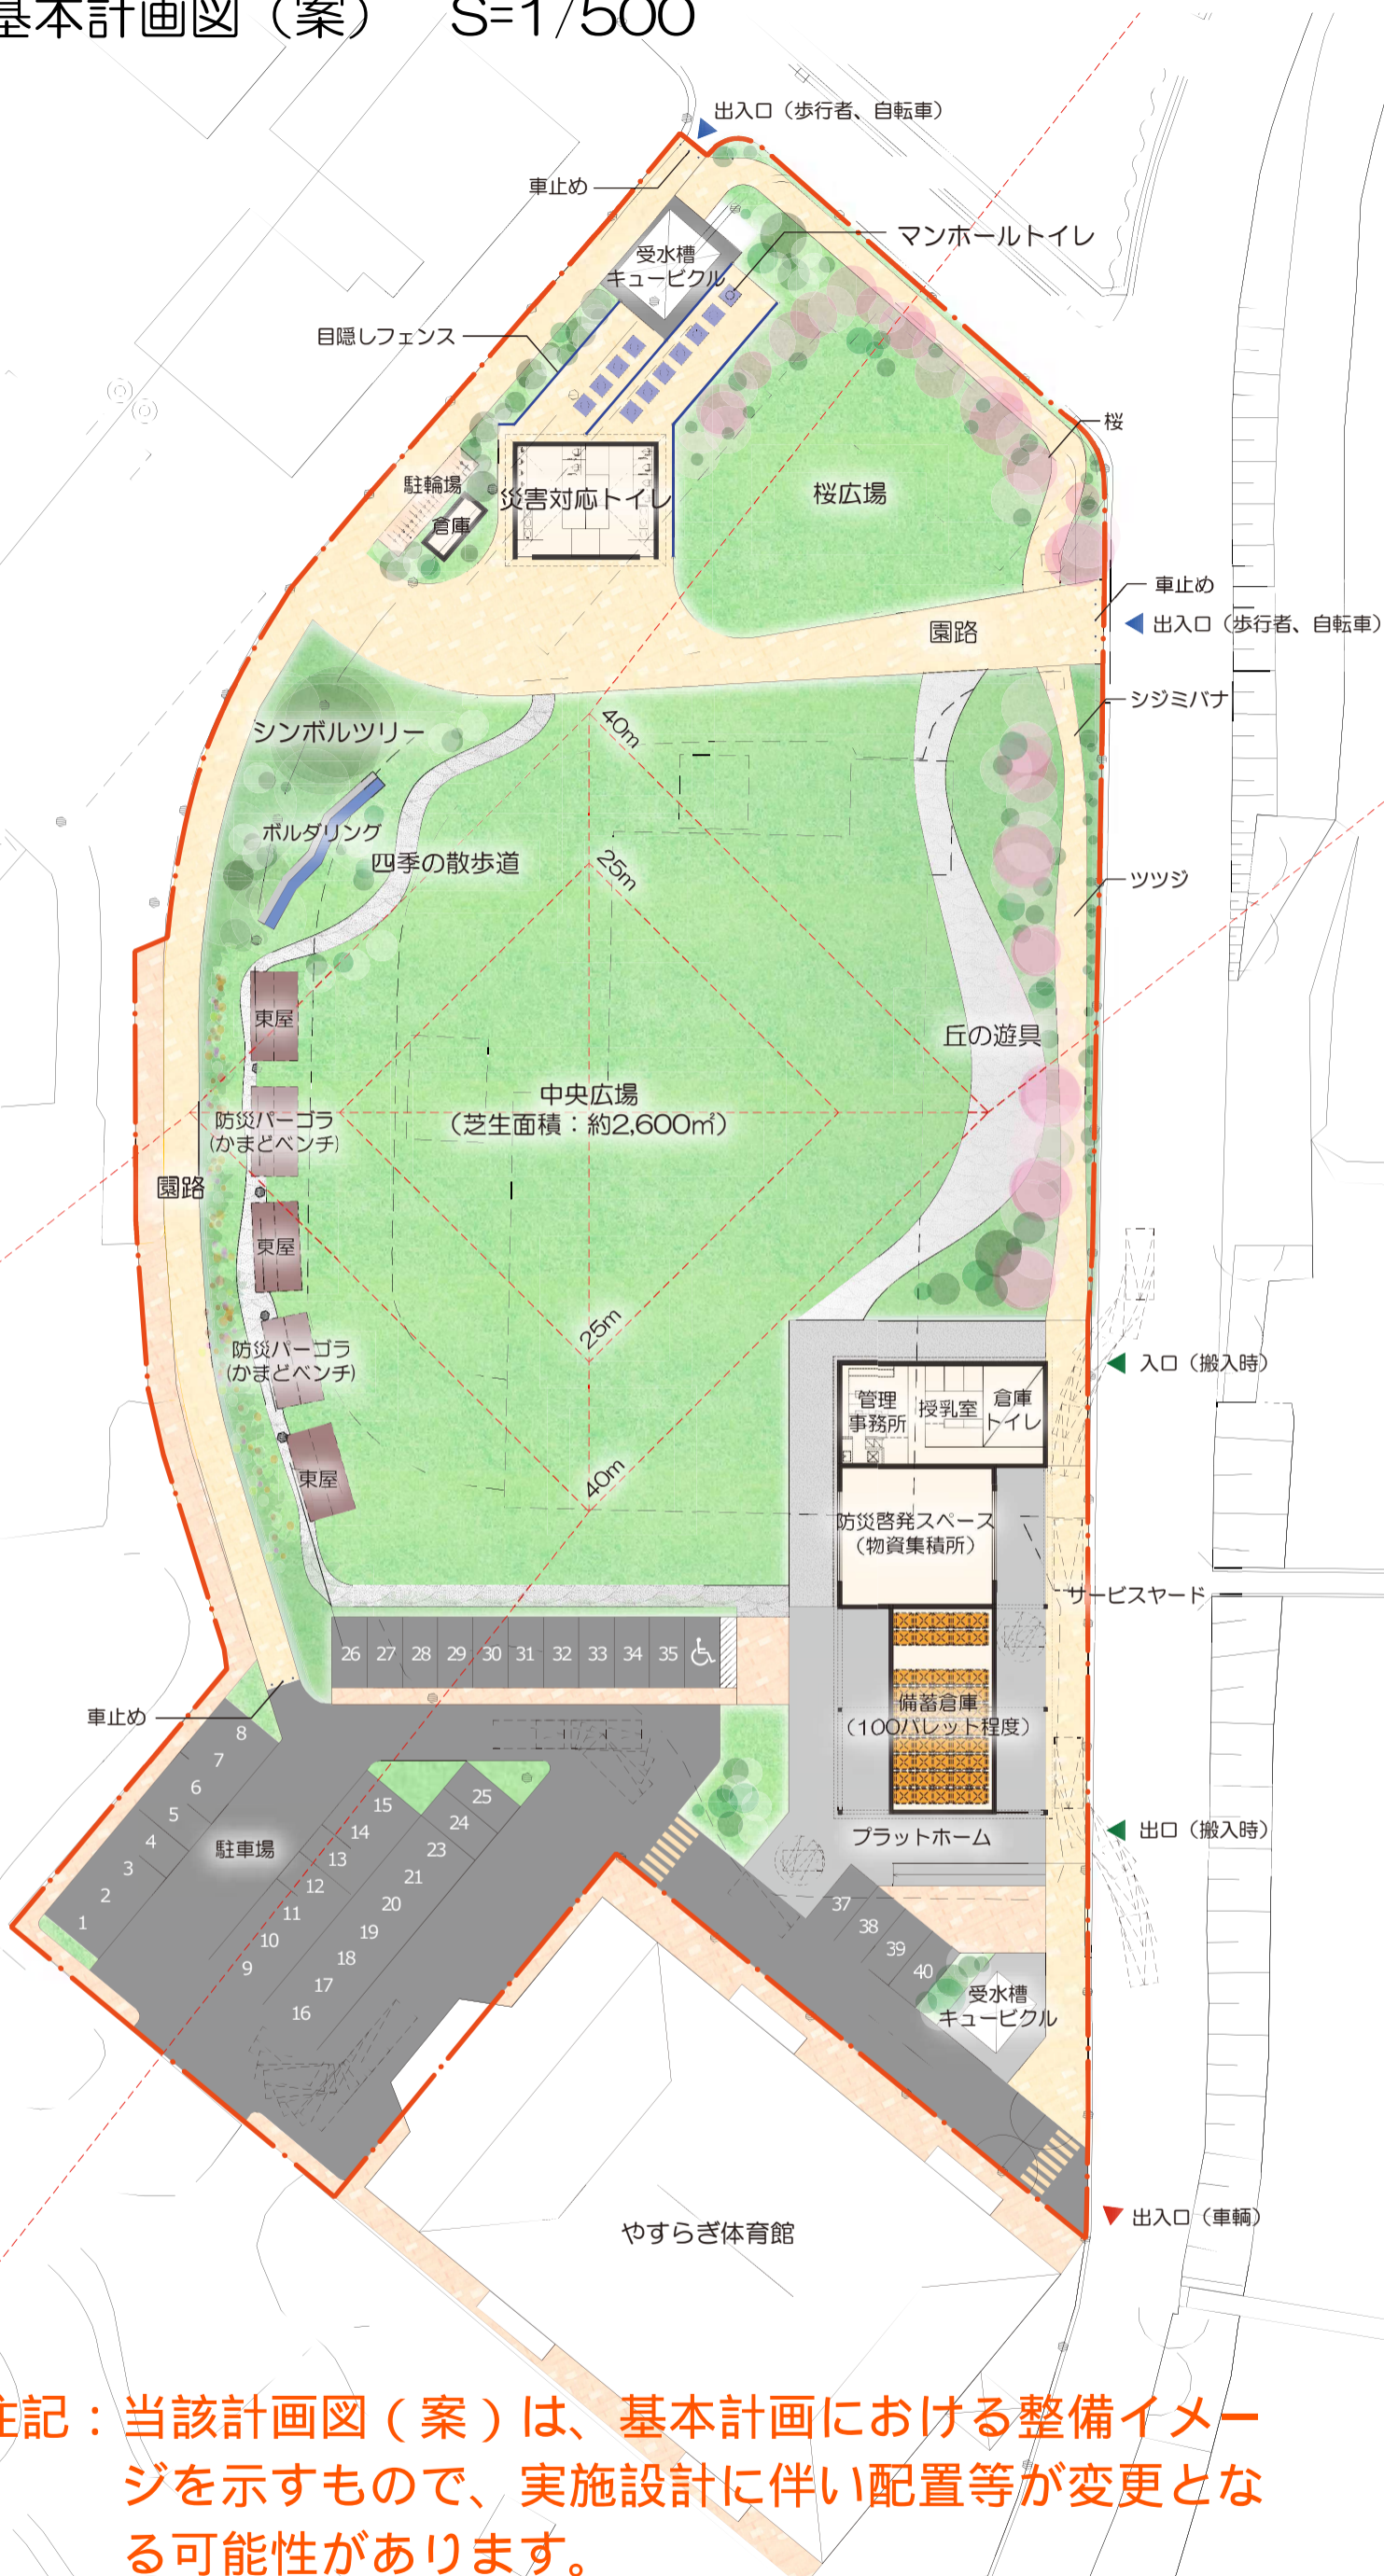 基本計画図（案）　S=1/500
出入口（歩行者、自転車）
車止め
マンホールトイレ
受水槽
キュービクル
目隠しフェンス
桜
駐輪場
倉庫
災害対応トイレ
桜広場
車止め
出入口（歩行者、自転車）
園路
シジミバナ
シンボルツリー
40m
ボルダリング
四季の散歩道
25m
ツツジ
東屋
丘の遊具
中央広場
（芝生面積：約2,600㎡）
防災パーゴラ
(かまどベンチ)
園路
東屋
25m
防災パーゴラ
(かまどベンチ)
入口（搬入時）
管理
事務所
授乳室
倉庫
トイレ
東屋
40m
防災啓発スペース
（物資集積所）
サービスヤード
26 27 28 29 30 31 32 33 34 35
備蓄倉庫
（100パレット程度）
車止め
8
7
6
5
4
3
2
1
駐車場
15
14
13
12
11
10
9
25
24
23
21
20
19
18
17
16
プラットホーム
出口（搬入時）
37
38
39
40
受水槽
キュービクル
出入口（車輌）
やすらぎ体育館
注記：当該計画図（案）は、基本計画における整備イメー
ジを示すもので、実施設計に伴い配置等が変更とな
る可能性があります。